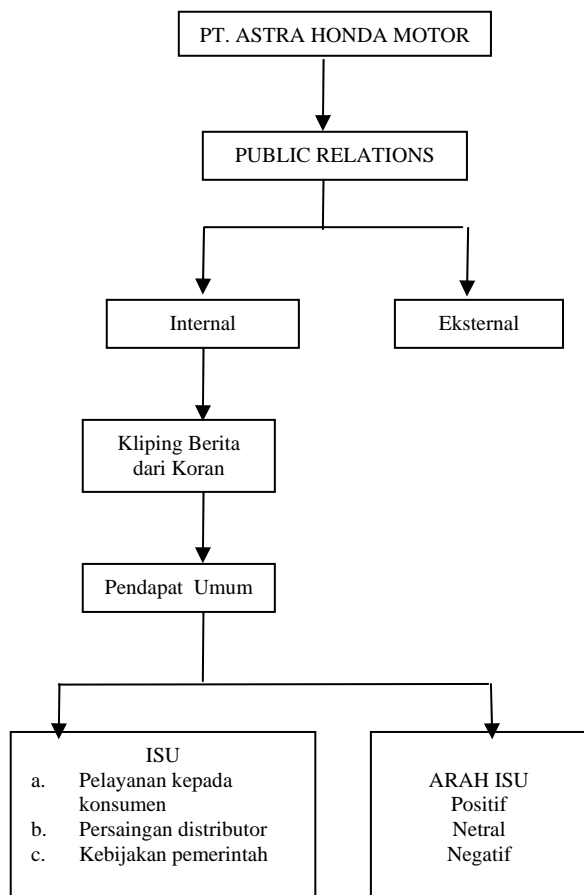 PT. ASTRA HONDA MOTOR
PUBLIC RELATIONS
Internal
Eksternal
Kliping Berita
dari Koran
Pendapat Umum
ISU
a. Pelayanan kepada
konsumen
b. Persaingan distributor
c. Kebijakan pemerintah
ARAH ISU
Positif
Netral
Negatif